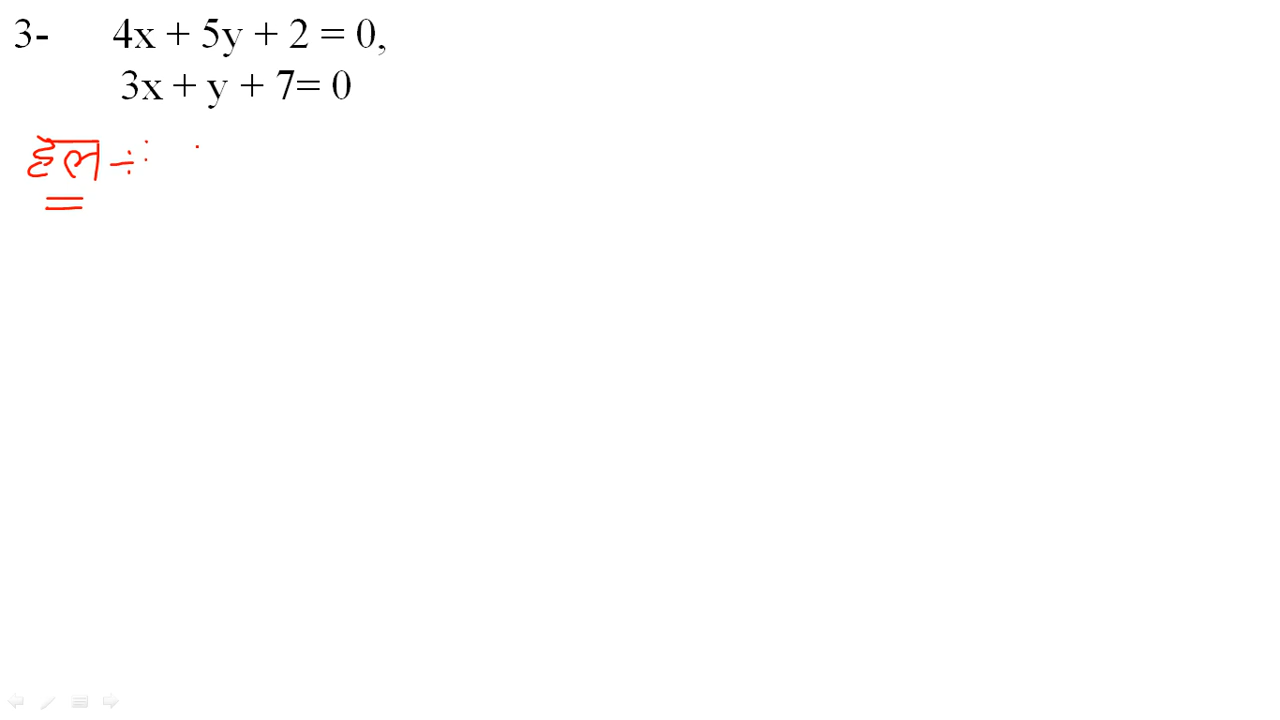 3- 4x + 5y + 2 = 0,
3x + y + 7= 0
हल ÷: